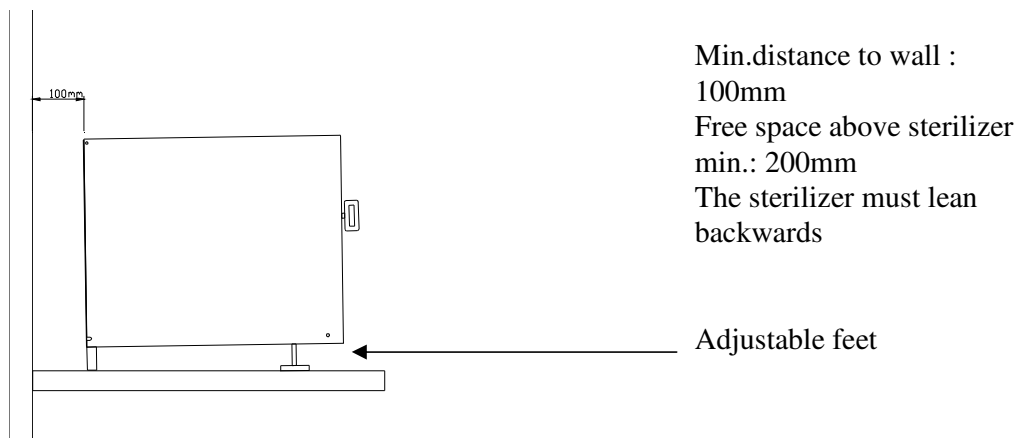 100mm
Min.distance to wall :
100mm
Free space above sterilizer
min.: 200mm
The sterilizer must lean
backwards
Adjustable feet